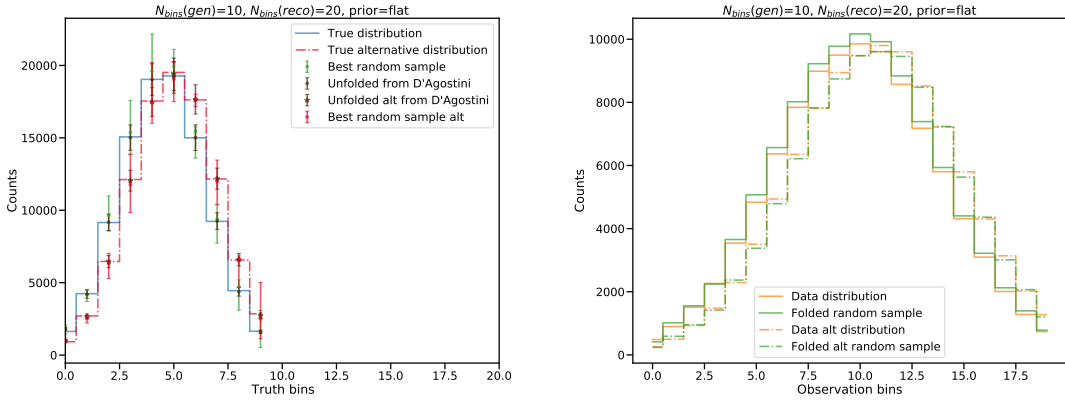 N_bins(gen)=10, N_bins(reco)=20, prior=flat
True distribution
True alternative distribution
Best random sample
Unfolded from D'Agostini
Unfolded alt from D'Agostini
Best random sample alt
Counts
20000
15000
10000
5000
0
0.0 2.5 5.0 7.5 10.0 12.5 15.0 17.5 20.0
Truth bins
N_bins(gen)=10, N_bins(reco)=20, prior=flat
Counts
10000
8000
6000
4000
2000
0
Data distribution
Folded random sample
Data alt distribution
Folded alt random sample
0.0 2.5 5.0 7.5 10.0 12.5 15.0 17.5
Observation bins